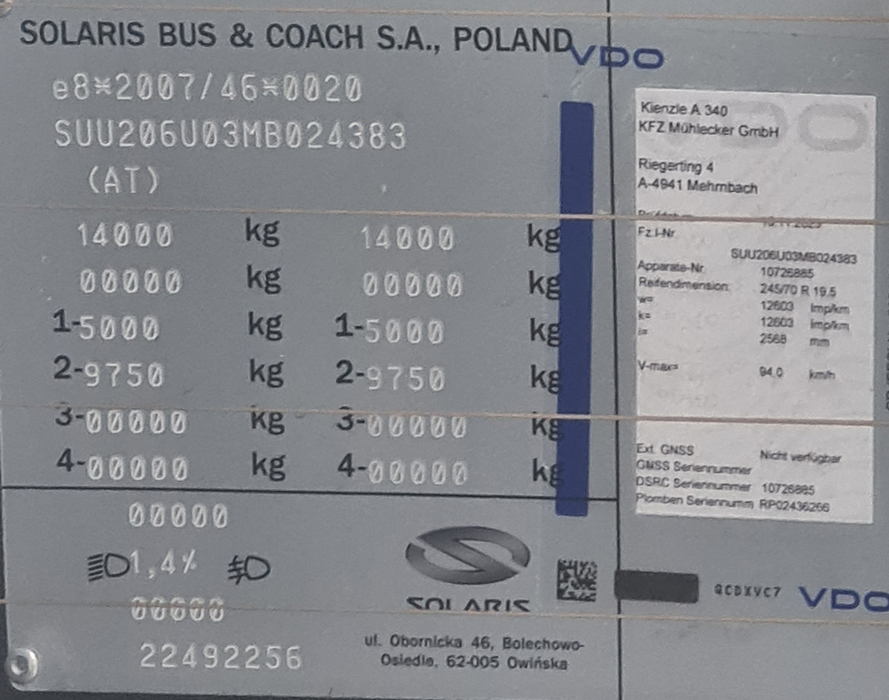 SOLARIS BUS & COACH S.A., POLAND
e8*2007/46*0020
SUU206U03MB024383
(AT)
14000 kg 14000 kg
00000 kg 00000 kg
1-5000 kg 1-5000 kg
2-9750 kg 2-9750 kg
3-00000 kg 3-00000 kg
4-00000 kg 4-00000 kg
00000
1,4%
00000
22492256
SOLARIS
ul. Obornicka 46, Bolechowo-
Osiedle, 62-005 Owińska
VDO
Kienzle A 340
KFZ Mühlecker GmbH
Riegerting 4
A-4941 Mehrnbach
Fz.I-Nr. SUU206U03MB024383
Apparate-Nr. 10726885
Reifendimension: 245/70 R 19.5
w= 12603 Imp/km
k= 12603 Imp/km
l= 2568 mm
V-max= 94.0 km/h
Ext. GNSS Nicht verfügbar
GNSS Seriennummer
DSRC Seriennummer 10726885
Plomben Seriennumm RP02436266
QCDXVC7 VDO